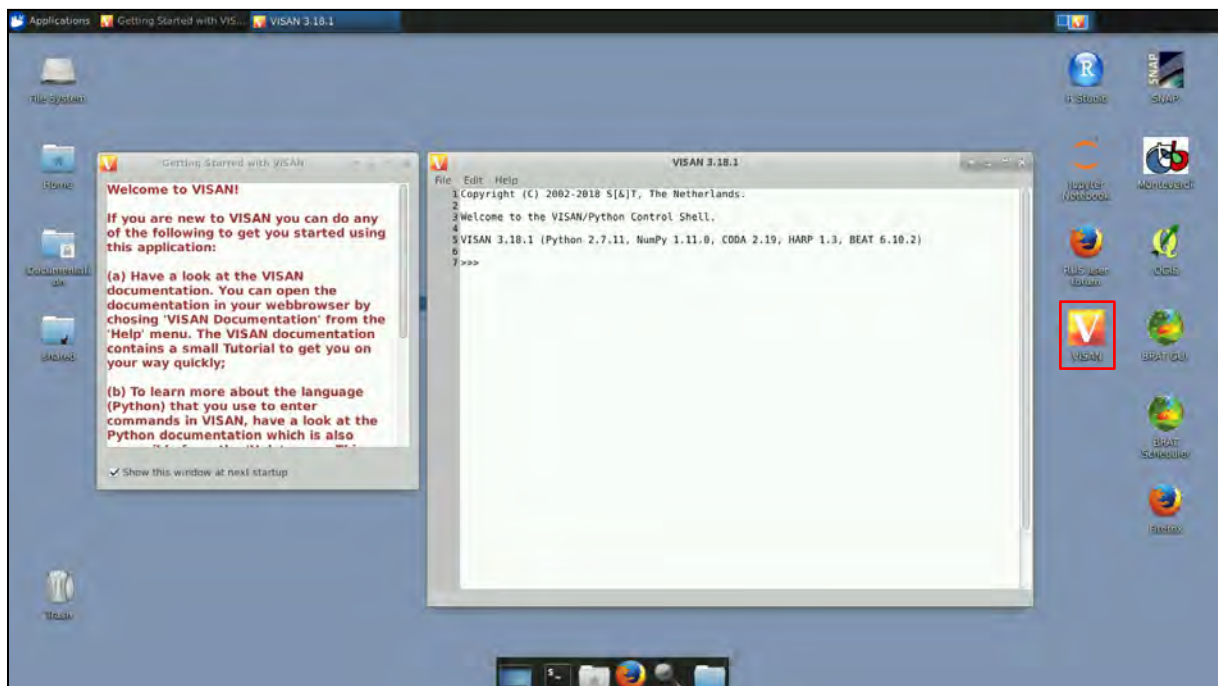 Applications
Getting Started with VIS...
VISAN 3.18.1
File System
Home
shared
Trash
Getting Started with VISAN
Welcome to VISAN!
If you are new to VISAN you can do any
of the following to get you started using
this application:
(a) Have a look at the VISAN
documentation. You can open the
documentation in your webbrowser by
chosing 'VISAN Documentation' from the
'Help' menu. The VISAN documentation
contains a small Tutorial to get you on
your way quickly;
(b) To learn more about the language
(Python) that you use to enter
commands in VISAN, have a look at the
Python documentation which is also
Show this window at next startup
VISAN 3.18.1
File Edit Help
1 Copyright (C) 2002-2018 S[&]T, The Netherlands.
2
3 Welcome to the VISAN/Python Control Shell.
4
5 VISAN 3.18.1 (Python 2.7.11, NumPy 1.11.0, CODA 2.19, HARP 1.3, BEAT 6.10.2)
6
7 >>>
R
R Studio
SNAP
SNAP
Jupyter
Notebook
Monteverdi
RUS user
forum
QGIS
V
VISAN
BRAT GUI
BRAT
Scheduler
Firefox